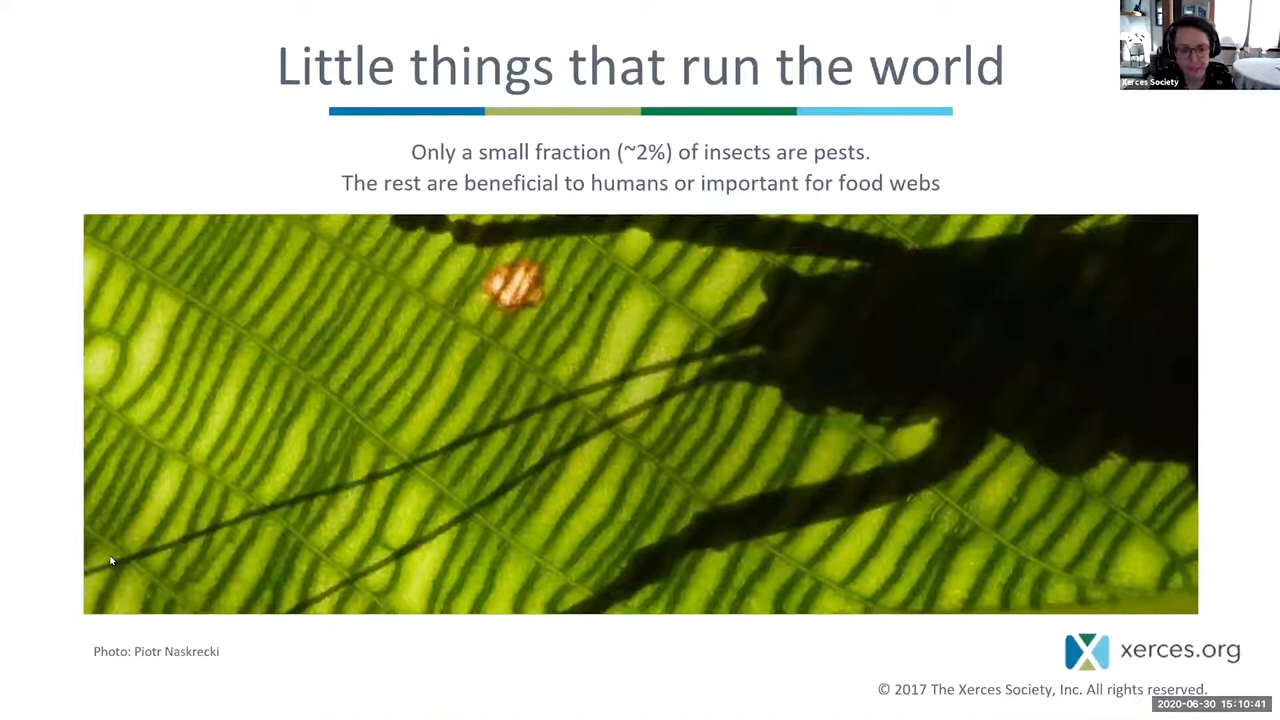 Little things that run the world
Xerces Society
Only a small fraction (~2%) of insects are pests.
The rest are beneficial to humans or important for food webs
Photo: Piotr Naskrecki
xerces.org
© 2017 The Xerces Society, Inc. All rights reserved.
2020-06-30 15:10:41